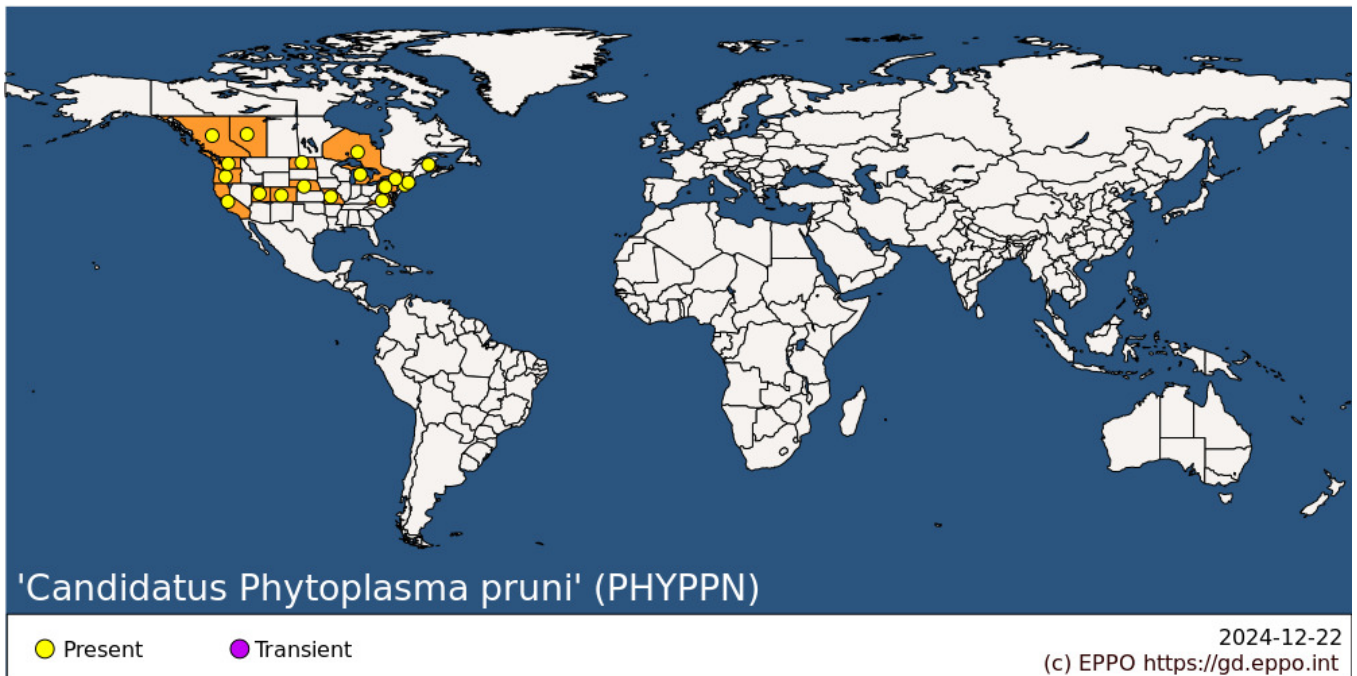 'Candidatus Phytoplasma pruni' (PHYPPN)
Present
Transient
2024-12-22
(c) EPPO https://gd.eppo.int